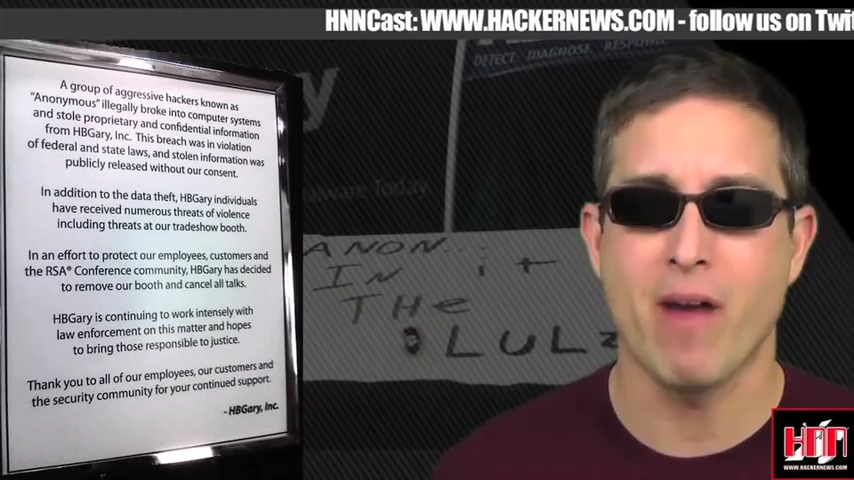 HNNCast: WWW.HACKERNEWS.COM - follow us on Twit
DETECT DIAGNOSE RESPOND
A group of aggressive hackers known as
"Anonymous" illegally broke into computer systems
and stole proprietary and confidential information
from HBGary, Inc. This breach was in violation
of federal and state laws, and stolen information was
publicly released without our consent.
In addition to the data theft, HBGary individuals
have received numerous threats of violence
including threats at our tradeshow booth.
In an effort to protect our employees, customers and
the RSA® Conference community, HBGary has decided
to remove our booth and cancel all talks.
HBGary is continuing to work intensely with
law enforcement on this matter and hopes
to bring those responsible to justice.
Thank you to all of our employees, our customers and
the security community for your continued support.
- HBGary, Inc.
y
alware Today.
ANON... it
IN
THe
LULz
HNN
WWW.HACKERNEWS.COM